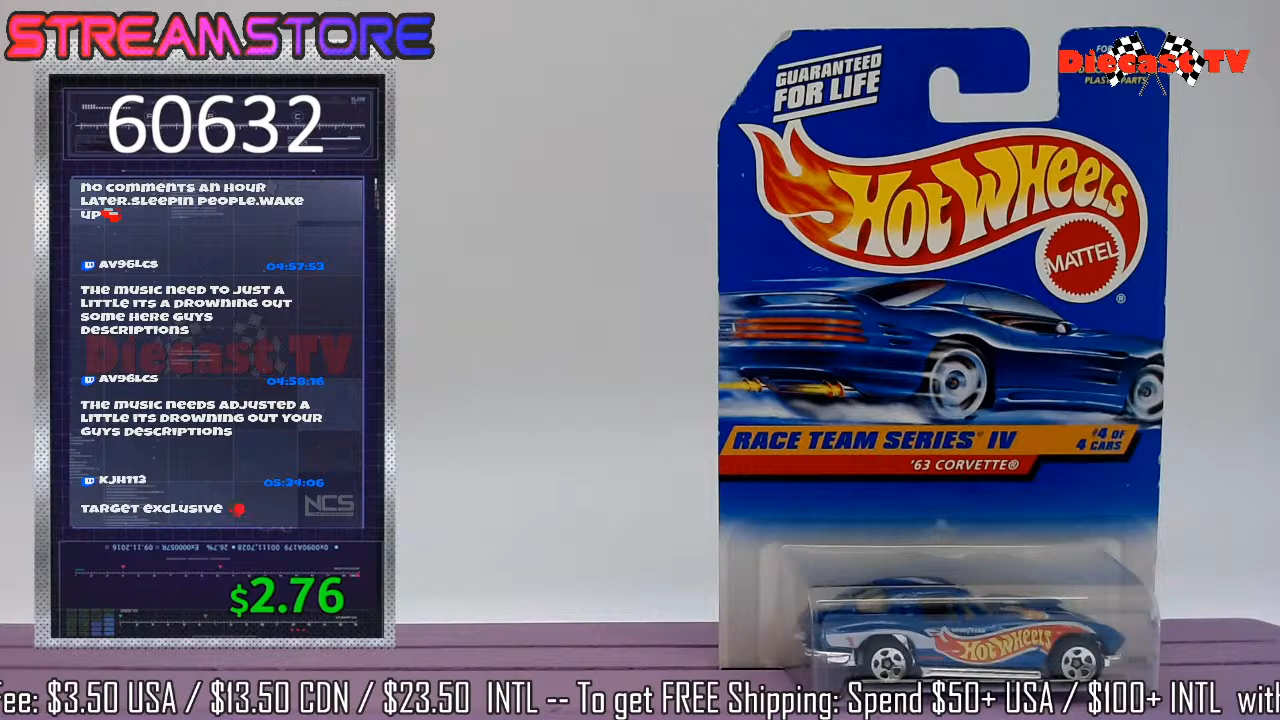 STREAMSTORE
60632
NO COMMENTS AN HOUR
LATER.SLEEPIN PEOPLE.WAKE
UP
AV96LCS 04:57:53
THE MUSIC NEED TO JUST A
LITTLE ITS A DROWNING OUT
SOME HERE GUYS
DESCRIPTIONS
Diecast TV
AV96LCS 04:58:16
THE MUSIC NEEDS ADJUSTED A
LITTLE ITS DROWNING OUT YOUR
GUYS DESCRIPTIONS
KJH113 05:34:06
TARGET EXCLUSIVE
NCS
$2.76
GUARANTEED
FOR LIFE
Diecast TV
HOT WHEELS
MATTEL
®
RACE TEAM SERIES IV
#4 OF
4 CARS
'63 CORVETTE®
HOT WHEELS
Fee: $3.50 USA / $13.50 CDN / $23.50 INTL -- To get FREE Shipping: Spend $50+ USA / $100+ INTL with